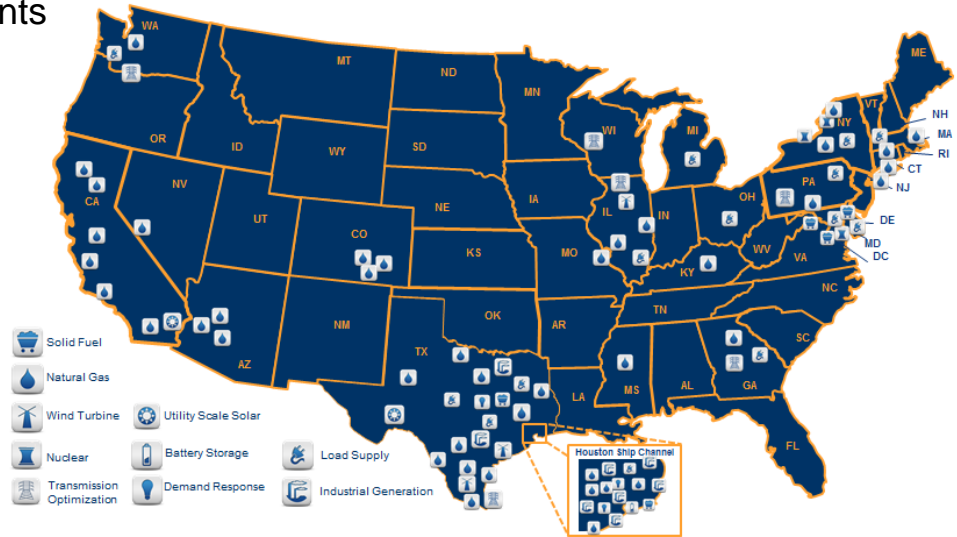 nts
WA
MT
ND
MN
ME
VT
NH
NY
MA
RI
CT
NJ
OR
ID
WY
SD
WI
MI
PA
OH
IA
NE
IL
IN
CA
NV
UT
CO
KS
MO
KY
WV
VA
DE
MD
DC
NC
TN
SC
AZ
NM
OK
AR
TX
LA
MS
AL
GA
FL
Houston Ship Channel
Solid Fuel
Natural Gas
Wind Turbine
Utility Scale Solar
Nuclear
Battery Storage
Load Supply
Transmission
Optimization
Demand Response
Industrial Generation